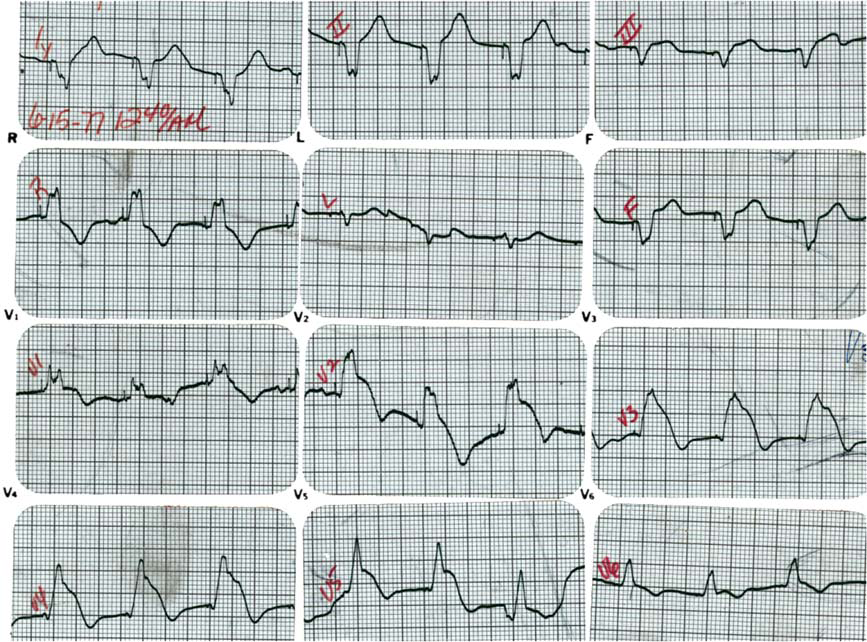 II III
6-15-77 1240/AM
R L F
R L F
V1 V2 V3
V1 V2 V3
V4 V5 V6
V4 V5 V6